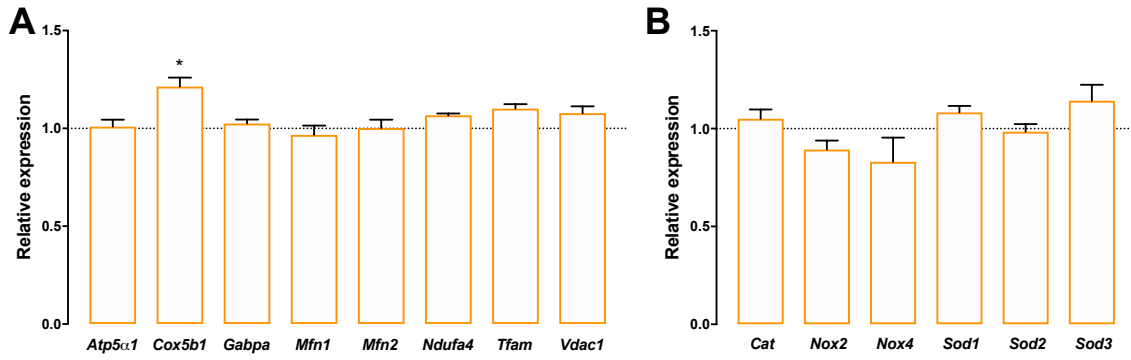 A
Relative expression
1.5
1.0
0.5
0.0
*
Atp5α1 Cox5b1 Gabpa Mfn1 Mfn2 Ndufa4 Tfam Vdac1
B
Relative expression
1.5
1.0
0.5
0.0
Cat Nox2 Nox4 Sod1 Sod2 Sod3